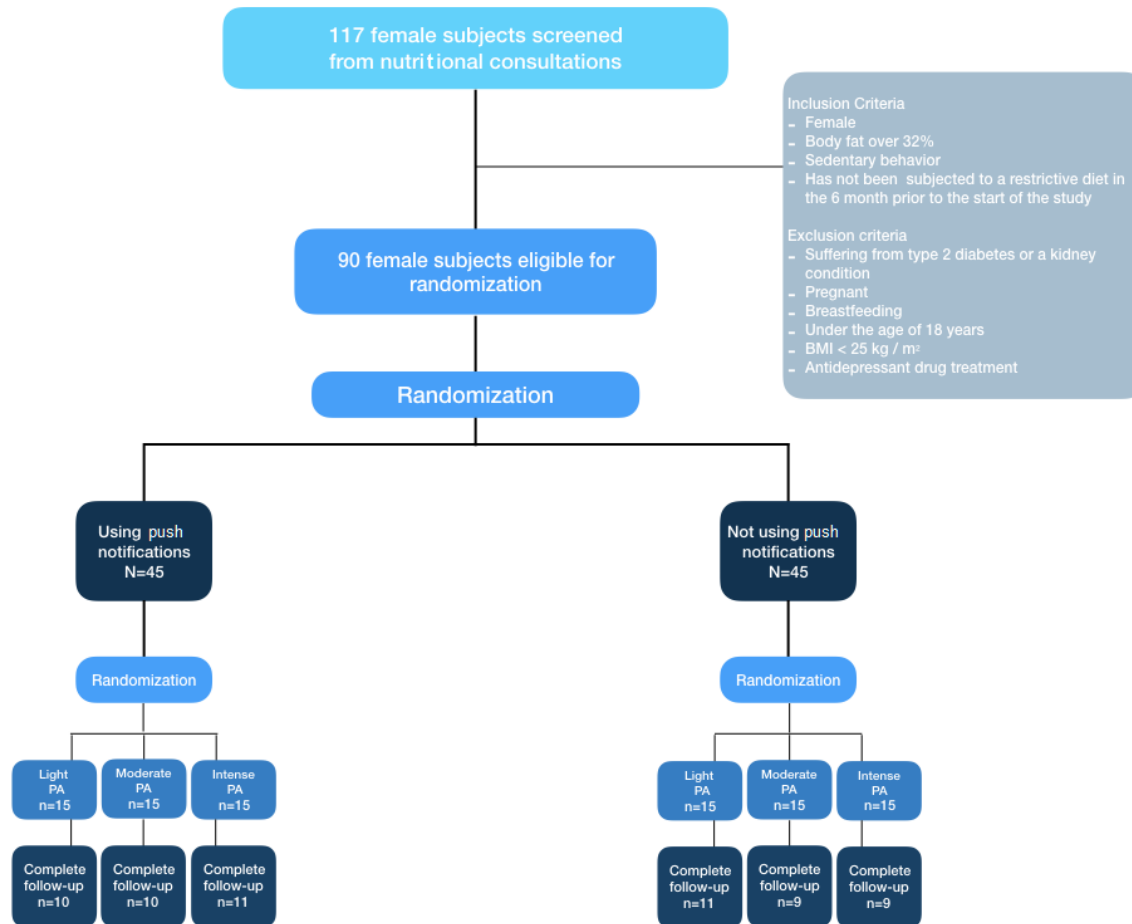 117 female subjects screened
from nutritional consultations
Inclusion Criteria
- Female
- Body fat over 32%
- Sedentary behavior
- Has not been subjected to a restrictive diet in
the 6 month prior to the start of the study
Exclusion criteria
- Suffering from type 2 diabetes or a kidney
condition
- Pregnant
- Breastfeeding
- Under the age of 18 years
- BMI < 25 kg / m²
- Antidepressant drug treatment
90 female subjects eligible for
randomization
Randomization
Using push
notifications
N=45
Not using push
notifications
N=45
Randomization
Randomization
Light
PA
n=15
Moderate
PA
n=15
Intense
PA
n=15
Light
PA
n=15
Moderate
PA
n=15
Intense
PA
n=15
Complete
follow-up
n=10
Complete
follow-up
n=10
Complete
follow-up
n=11
Complete
follow-up
n=11
Complete
follow-up
n=9
Complete
follow-up
n=9